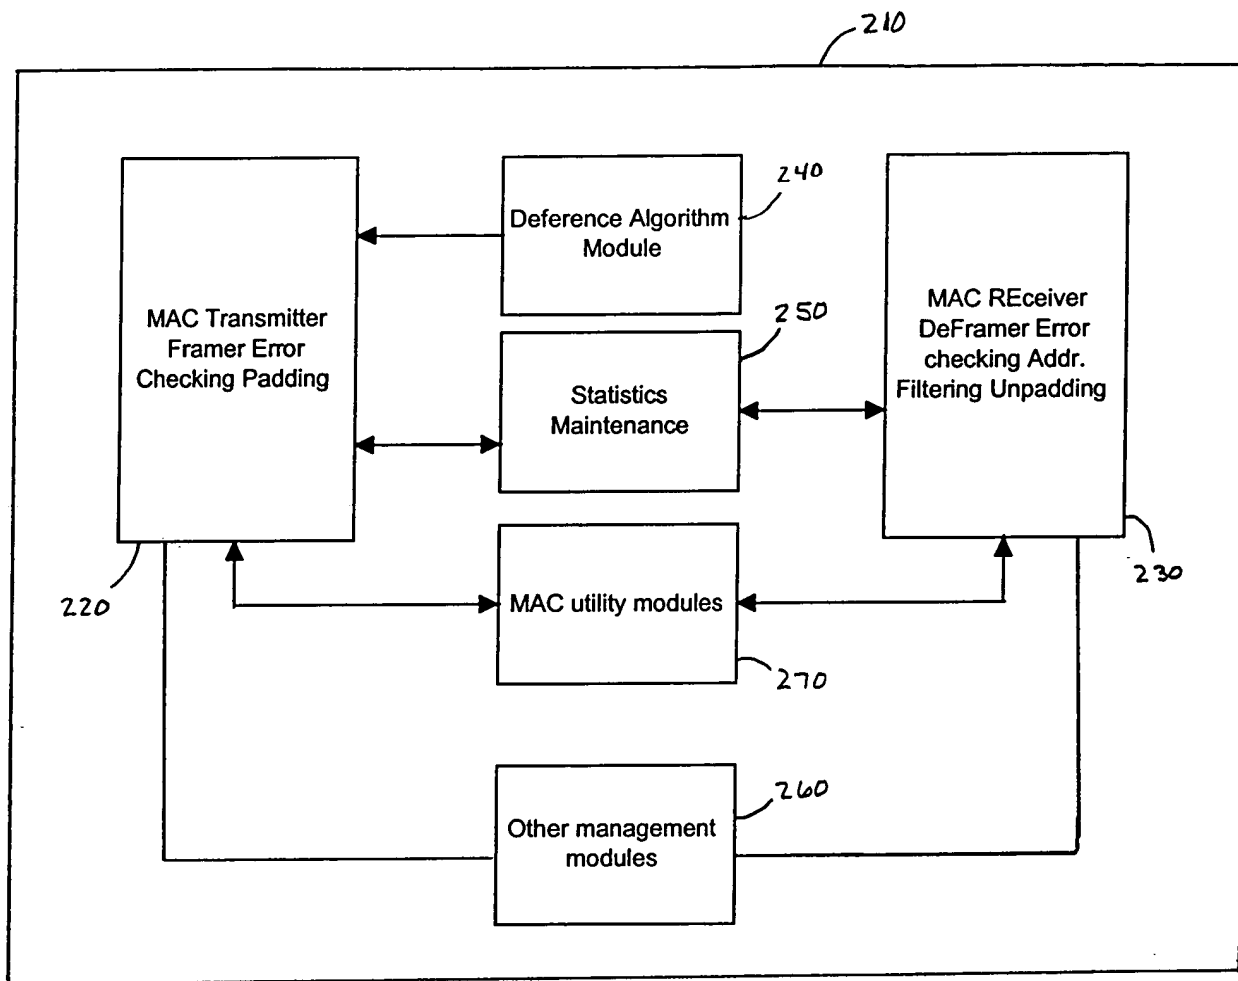 210
240
Deference Algorithm
Module
MAC Transmitter
Framer Error
Checking Padding
MAC REceiver
DeFramer Error
checking Addr.
Filtering Unpadding
250
Statistics
Maintenance
220
230
MAC utility modules
270
260
Other management
modules